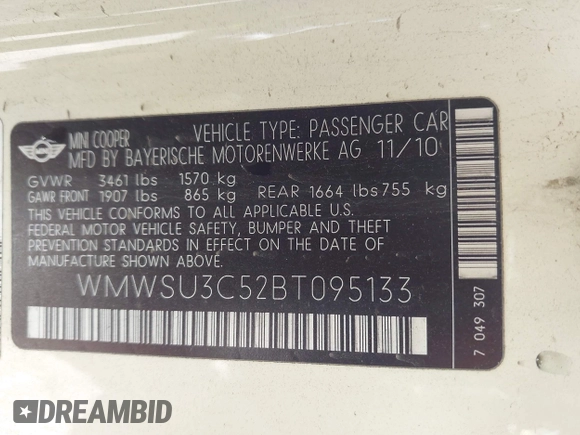 MINI COOPER VEHICLE TYPE: PASSENGER CAR
MFD BY BAYERISCHE MOTORENWERKE AG 11/10
GVWR 3461 lbs 1570 kg
GAWR FRONT 1907 lbs 865 kg REAR 1664 lbs 755 kg
THIS VEHICLE CONFORMS TO ALL APPLICABLE U.S.
FEDERAL MOTOR VEHICLE SAFETY, BUMPER AND THEFT
PREVENTION STANDARDS IN EFFECT ON THE DATE OF
MANUFACTURE SHOWN ABOVE.
WMWSU3C52BT095133
7 049 307
DREAMBID